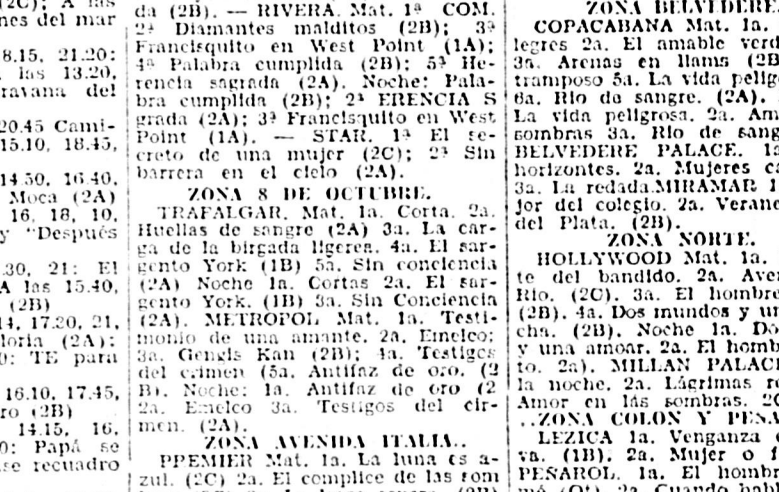 nes del mar
8.15, 21.20:
las 13.20,
ravana del
20.45 Cami-
15.10, 18.45,
14.50, 16.40,
Moca (2A)
16, 18, 10,
y "Después
.30, 21: El
A las 15.40,
(2B)
14, 17.20, 21,
loria (2A):
0: TE para
16.10, 17.45,
ro (2B)
14.15, 16,
0: Papá se
se recuadro
da (2B). — RIVERA. Mat. 1ª COM.
2ª Diamantes malditos (2B); 3ª
Francisquito en West Point (1A);
4ª Palabra cumplida (2B); 5ª He-
rencia sagrada (2A). Noche: Pala-
bra cumplida (2B); 2ª ERENCIA S
grada (2A); 3ª Francisquito en West
Point (1A). — STAR. 1ª El se-
creto de una mujer (2C); 2ª Sin
barrera en el cielo (2A).
ZONA 8 DE OCTUBRE.
TRAFALGAR. Mat. 1a. Corta. 2a.
Huellas de sangre (2A) 3a. La car-
ga de la birgada ligerea. 4a. El sar-
gento York (1B) 5a. Sin conciencia
(2A) Noche 1a. Cortas 2a. El sar-
gento York. (1B) 3a. Sin Conciencia
(2A). METROPOL Mat. 1a. Testi-
monio de una amante. 2a. Emelco;
3a. Gengis Kan (2B); 4a. Testigos
del crimen (5a. Antifaz de oro. (2
B). Noche: 1a. Antifaz de oro (2
2a. Emelco 3a. Testigos del cir-
men. (2A).
ZONA AVENIDA ITALIA..
PPEMIER Mat. 1a. La luna es a-
zul. (2C) 2a. El complice de las som
ZONA BELVEDERE.
COPACABANA Mat. 1a.
legres 2a. El amable verd
3a. Arenas en llams (2B
tramposo 5a. La vida pelig
6a. Rio de sangre. (2A).
La vida peligrosa. 2a. Am
sombras 3a. Rio de sang
BELVEDERE PALACE. 1a
horizontes. 2a. Mujeres ca
3a. La redada.MIRAMAR 1
jor del colegio. 2a. Verane
del Plata. (2B).
ZONA NORTE.
HOLLYWOOD Mat. 1a.
te del bandido. 2a. Ave
Rio. (2C). 3a. El hombre
(2B). 4a. Dos mundos y un
cha. (2B). Noche 1a. Do
y una amoar. 2a. El homb
to. 2a). MILLAN PALACE
la noche. 2a. Lágrimas r
Amor en lás sombras. 2C
..ZONA COLON Y PEÑA
LEZICA 1a. Venganza
va. (1B). 2a. Mujer o f
PEÑAROL. 1a. El hombr